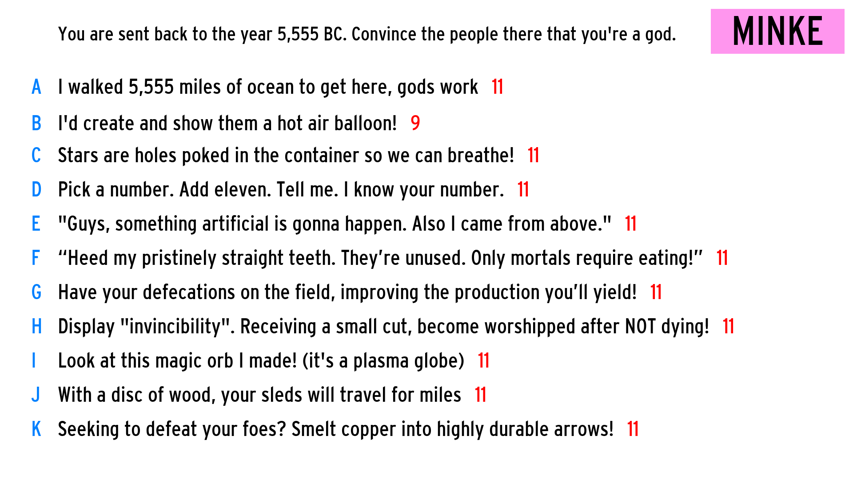 You are sent back to the year 5,555 BC. Convince the people there that you're a god.
MINKE
A I walked 5,555 miles of ocean to get here, gods work 11
B I'd create and show them a hot air balloon! 9
C Stars are holes poked in the container so we can breathe! 11
D Pick a number. Add eleven. Tell me. I know your number. 11
E "Guys, something artificial is gonna happen. Also I came from above." 11
F “Heed my pristinely straight teeth. They’re unused. Only mortals require eating!” 11
G Have your defecations on the field, improving the production you’ll yield! 11
H Display "invincibility". Receiving a small cut, become worshipped after NOT dying! 11
I Look at this magic orb I made! (it's a plasma globe) 11
J With a disc of wood, your sleds will travel for miles 11
K Seeking to defeat your foes? Smelt copper into highly durable arrows! 11